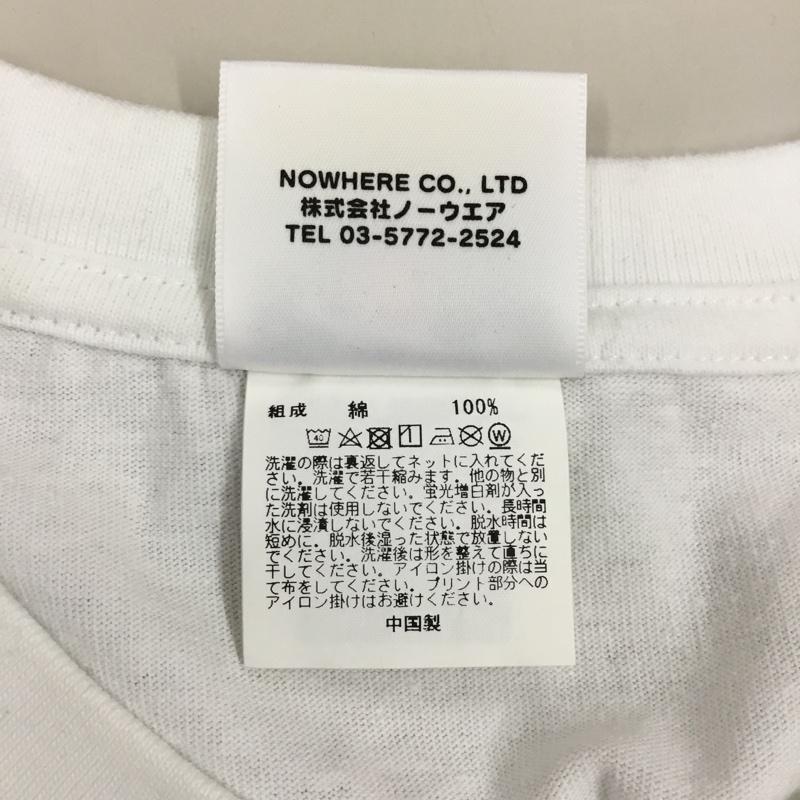 NOWHERE CO., LTD
株式会社ノーウエア
TEL 03-5772-2524
組成 綿 100%
40
W
洗濯の際は裏返してネットに入れてくだ
さい。洗濯で若干縮みます。他の物と別
に洗濯してください。蛍光増白剤が入っ
た洗剤は使用しないでください。長時間
水に浸漬しないでください。脱水時間は
短めに。脱水後湿った状態で放置しない
でください。洗濯後は形を整えて直ちに
干してください。アイロン掛けの際は当
て布をしてください。プリント部分への
アイロン掛けはお避けください。
中国製